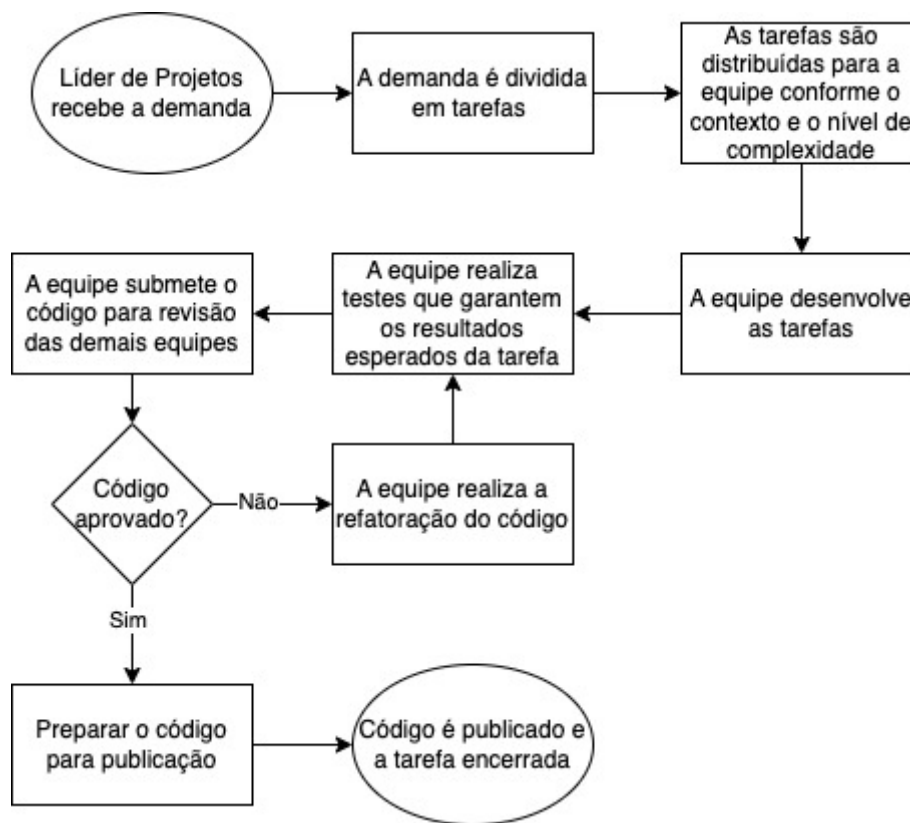 Líder de Projetos
recebe a demanda
A demanda é dividida
em tarefas
As tarefas são
distribuídas para a
equipe conforme o
contexto e o nível de
complexidade
A equipe desenvolve
as tarefas
A equipe realiza
testes que garantem
os resultados
esperados da tarefa
A equipe submete o
código para revisão
das demais equipes
Código
aprovado?
Não
A equipe realiza a
refatoração do código
Sim
Preparar o código
para publicação
Código é publicado e
a tarefa encerrada